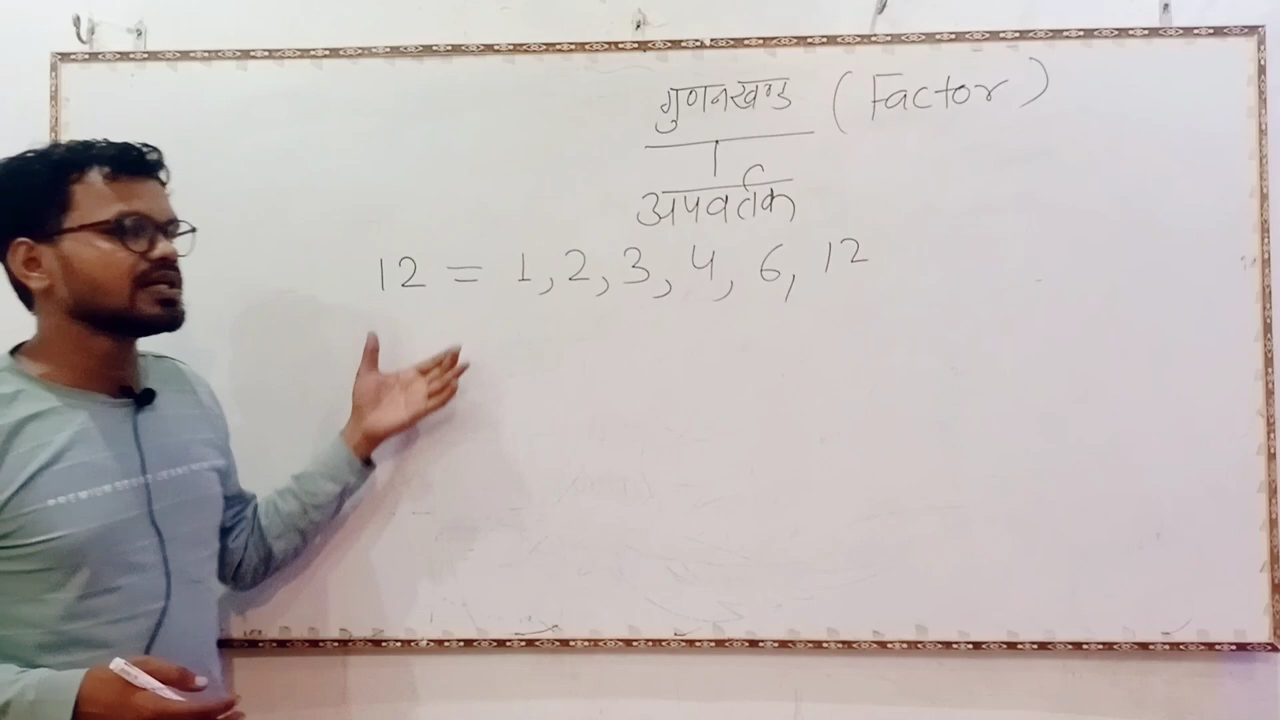 गुणनखण्ड (Factor)
अपवर्तक
12 = 1, 2, 3, 4, 6, 12